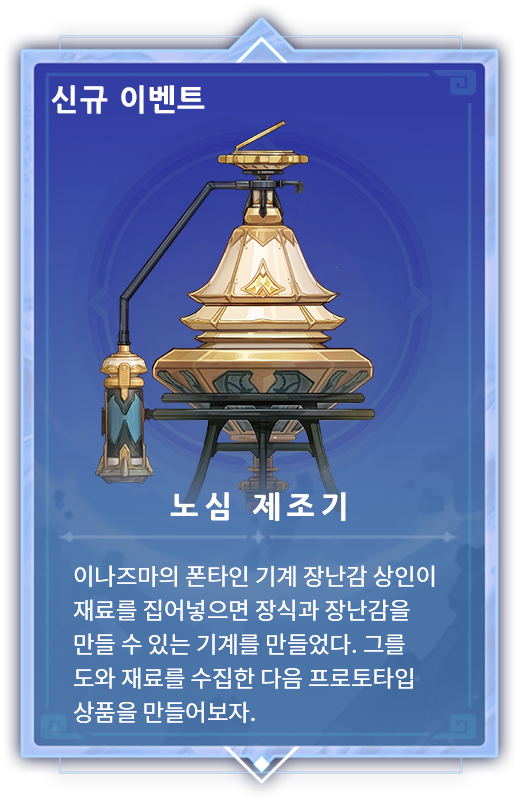 신규 이벤트
노심 제조기
이나즈마의 폰타인 기계 장난감 상인이
재료를 집어넣으면 장식과 장난감을
만들 수 있는 기계를 만들었다. 그를
도와 재료를 수집한 다음 프로토타입
상품을 만들어보자.